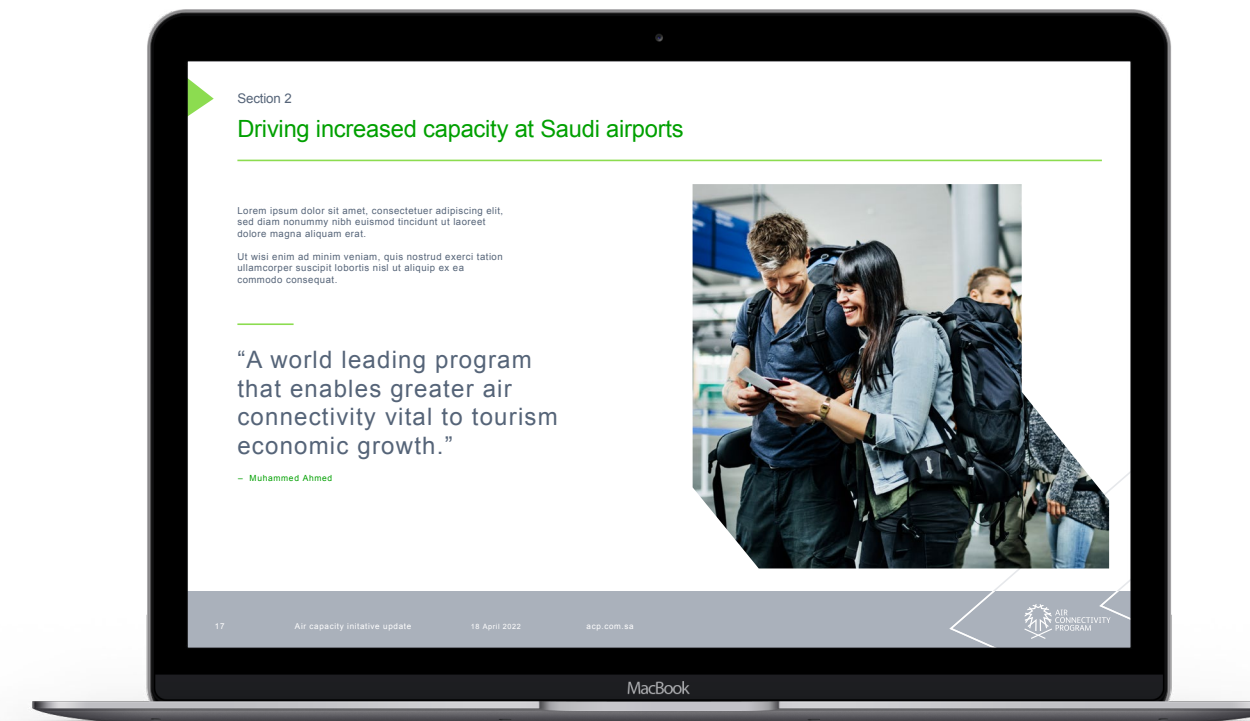 Section 2
Driving increased capacity at Saudi airports
Lorem ipsum dolor sit amet, consectetuer adipiscing elit,
sed diam nonummy nibh euismod tincidunt ut laoreet
dolore magna aliquam erat.
Ut wisi enim ad minim veniam, quis nostrud exerci tation
ullamcorper suscipit lobortis nisl ut aliquip ex ea
commodo consequat.
“A world leading program
that enables greater air
connectivity vital to tourism
economic growth.”
– Muhammed Ahmed
17 Air capacity initative update 18 April 2022 acp.com.sa
AIR
CONNECTIVITY
PROGRAM
MacBook